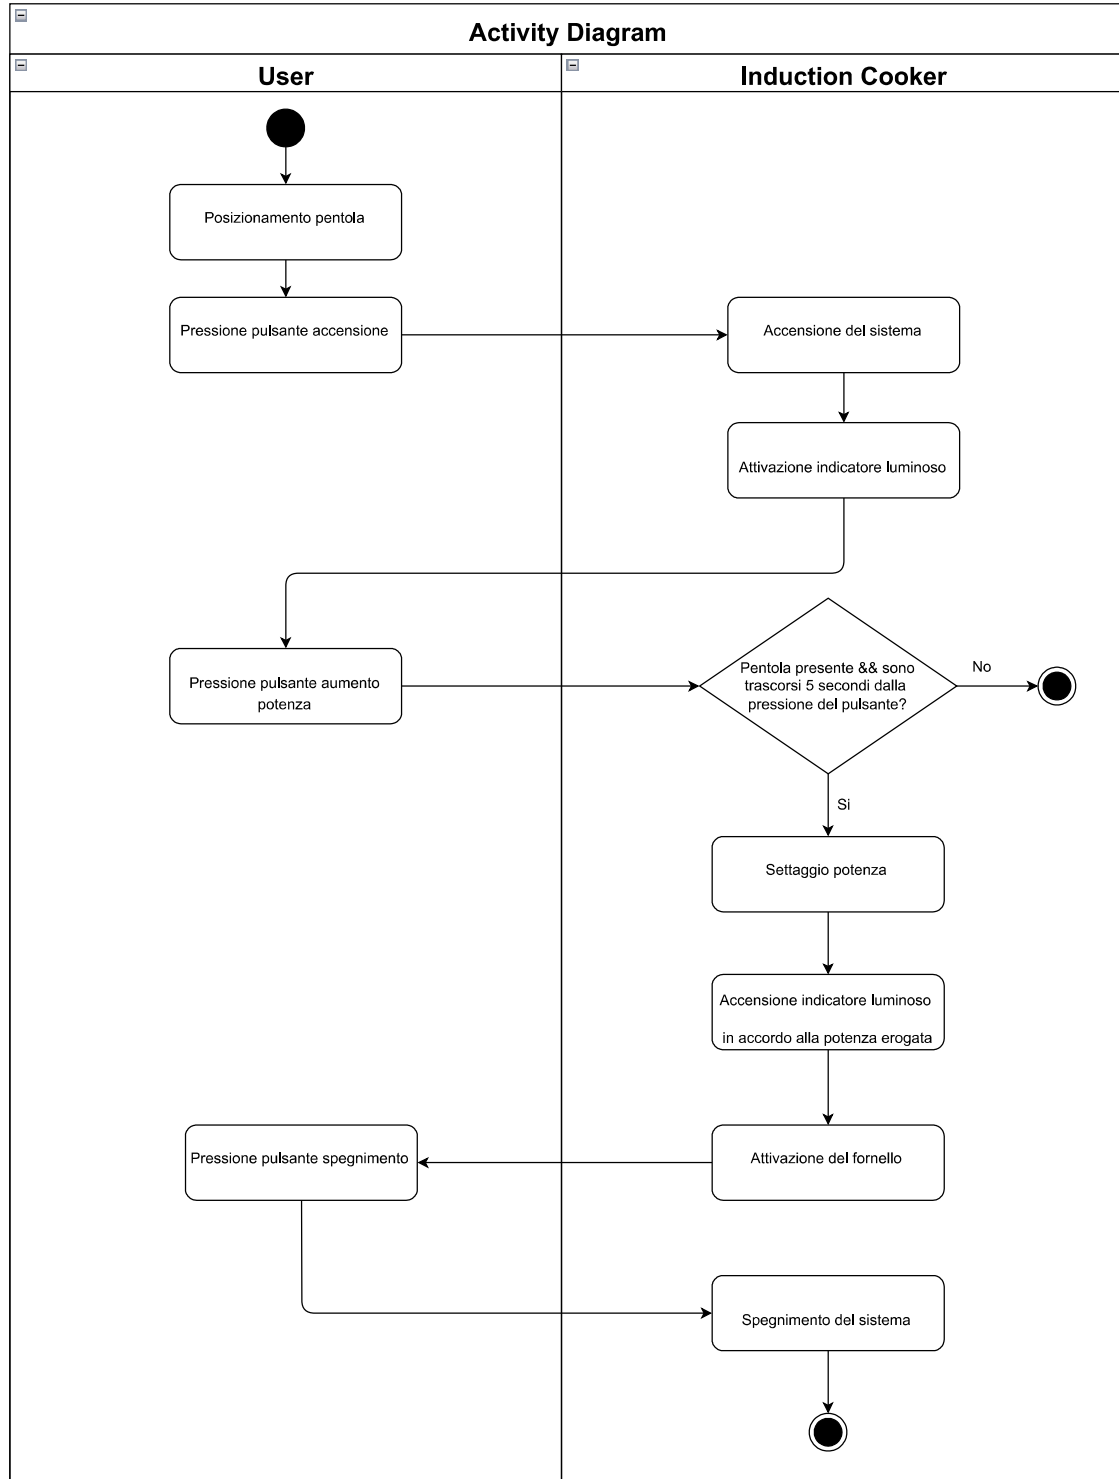 Activity Diagram
User
Induction Cooker
Posizionamento pentola
Pressione pulsante accensione
Accensione del sistema
Attivazione indicatore luminoso
Pressione pulsante aumento
potenza
Pentola presente && sono
trascorsi 5 secondi dalla
pressione del pulsante?
No
Si
Settaggio potenza
Accensione indicatore luminoso
in accordo alla potenza erogata
Attivazione del fornello
Pressione pulsante spegnimento
Spegnimento del sistema